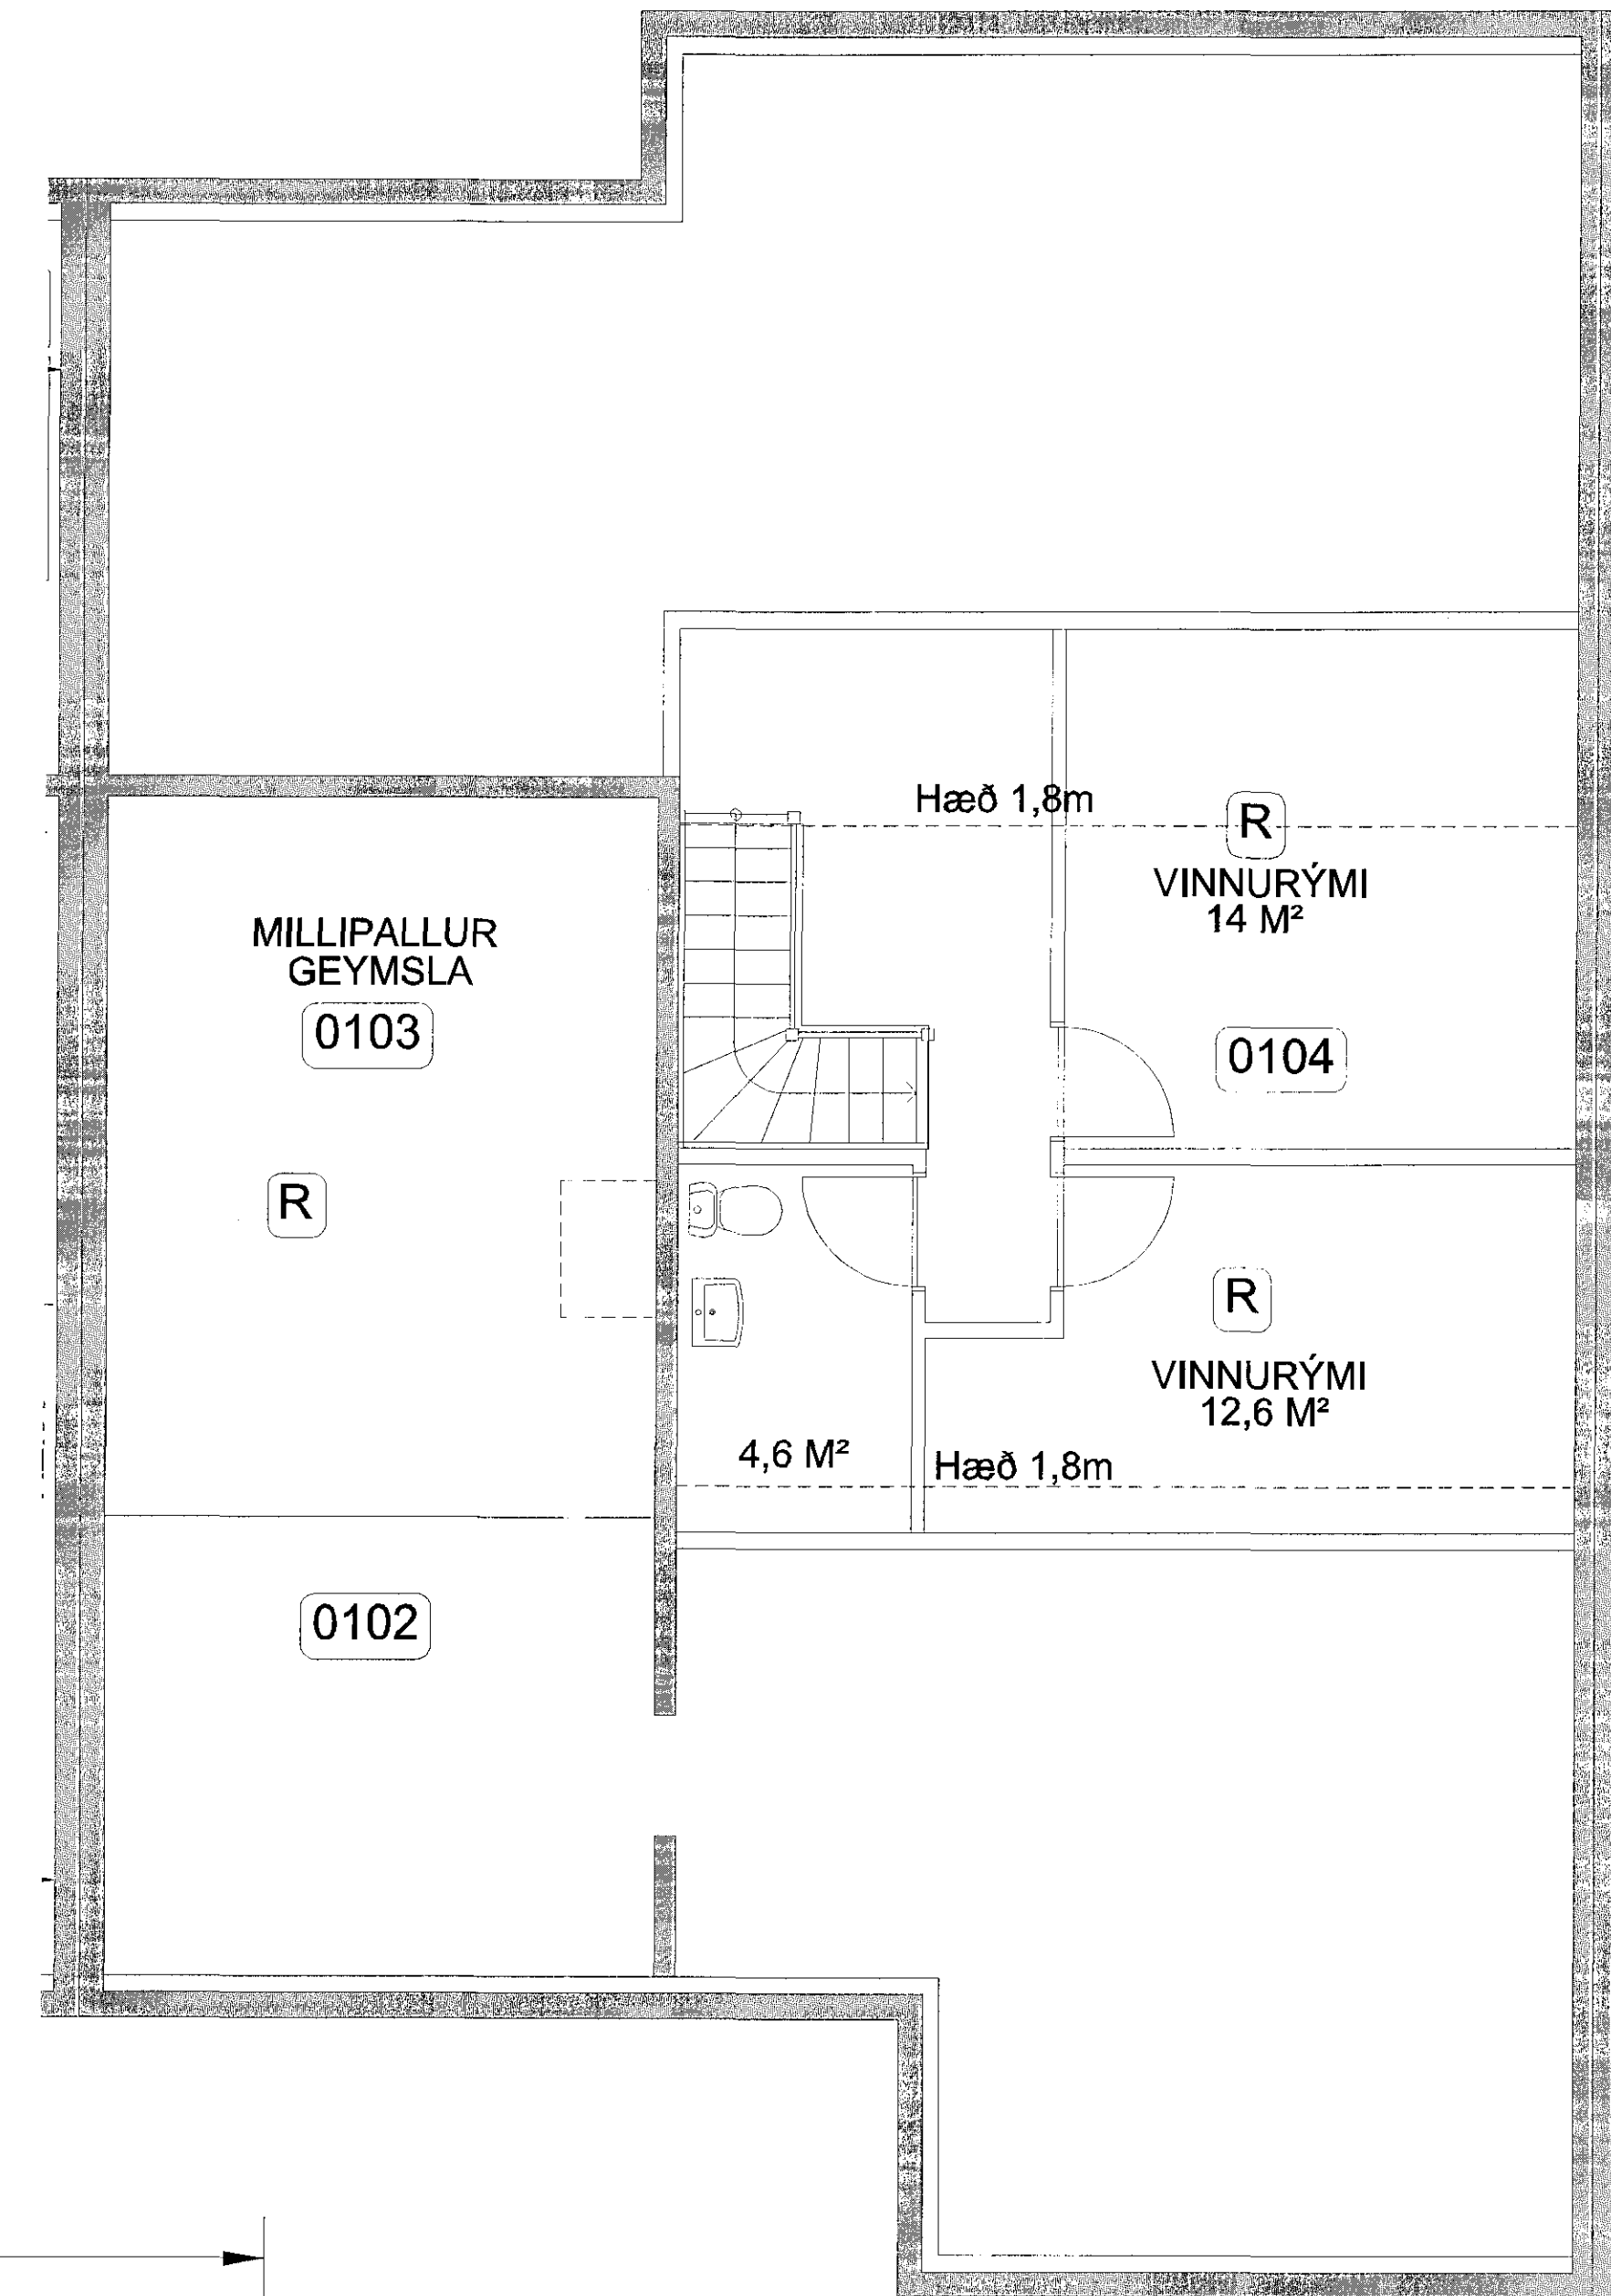 Hæð 1,8m
R
VINNURÝMI
14 M²
MILLIPALLUR
GEYMSLA
0103
0104
R
R
VINNURÝMI
12,6 M²
4,6 M²
Hæð 1,8m
0102